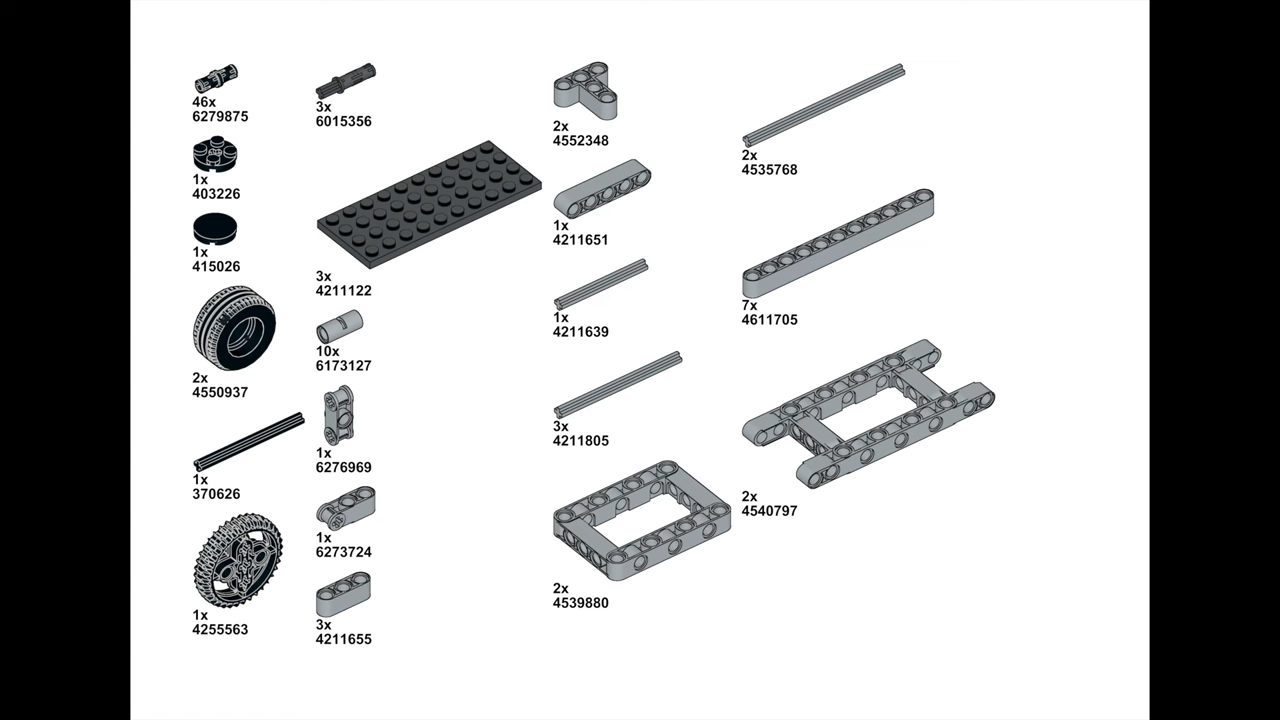 46x
6279875
1x
403226
1x
415026
2x
4550937
1x
370626
1x
4255563
3x
6015356
3x
4211122
10x
6173127
1x
6276969
1x
6273724
3x
4211655
2x
4552348
1x
4211651
1x
4211639
3x
4211805
2x
4539880
2x
4535768
7x
4611705
2x
4540797